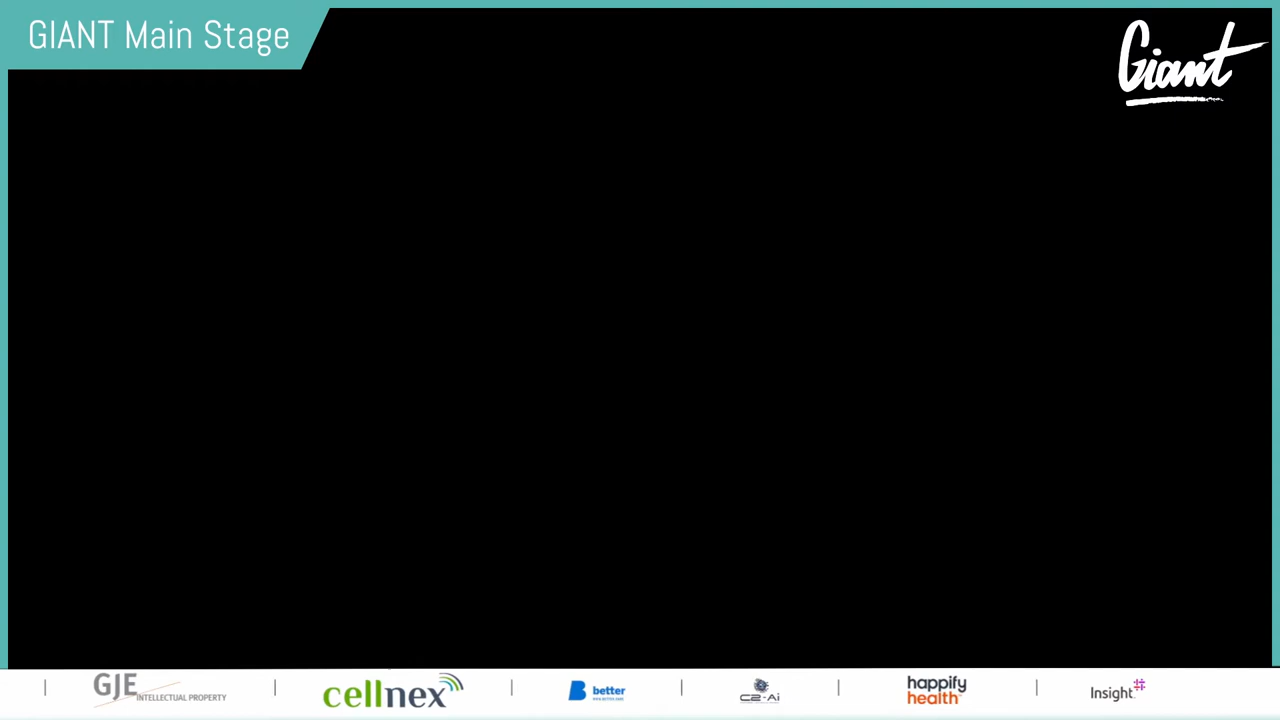 GIANT Main Stage
Giant
GJE
INTELLECTUAL PROPERTY
cellnex
better
C2-Ai
happify
health
Insight